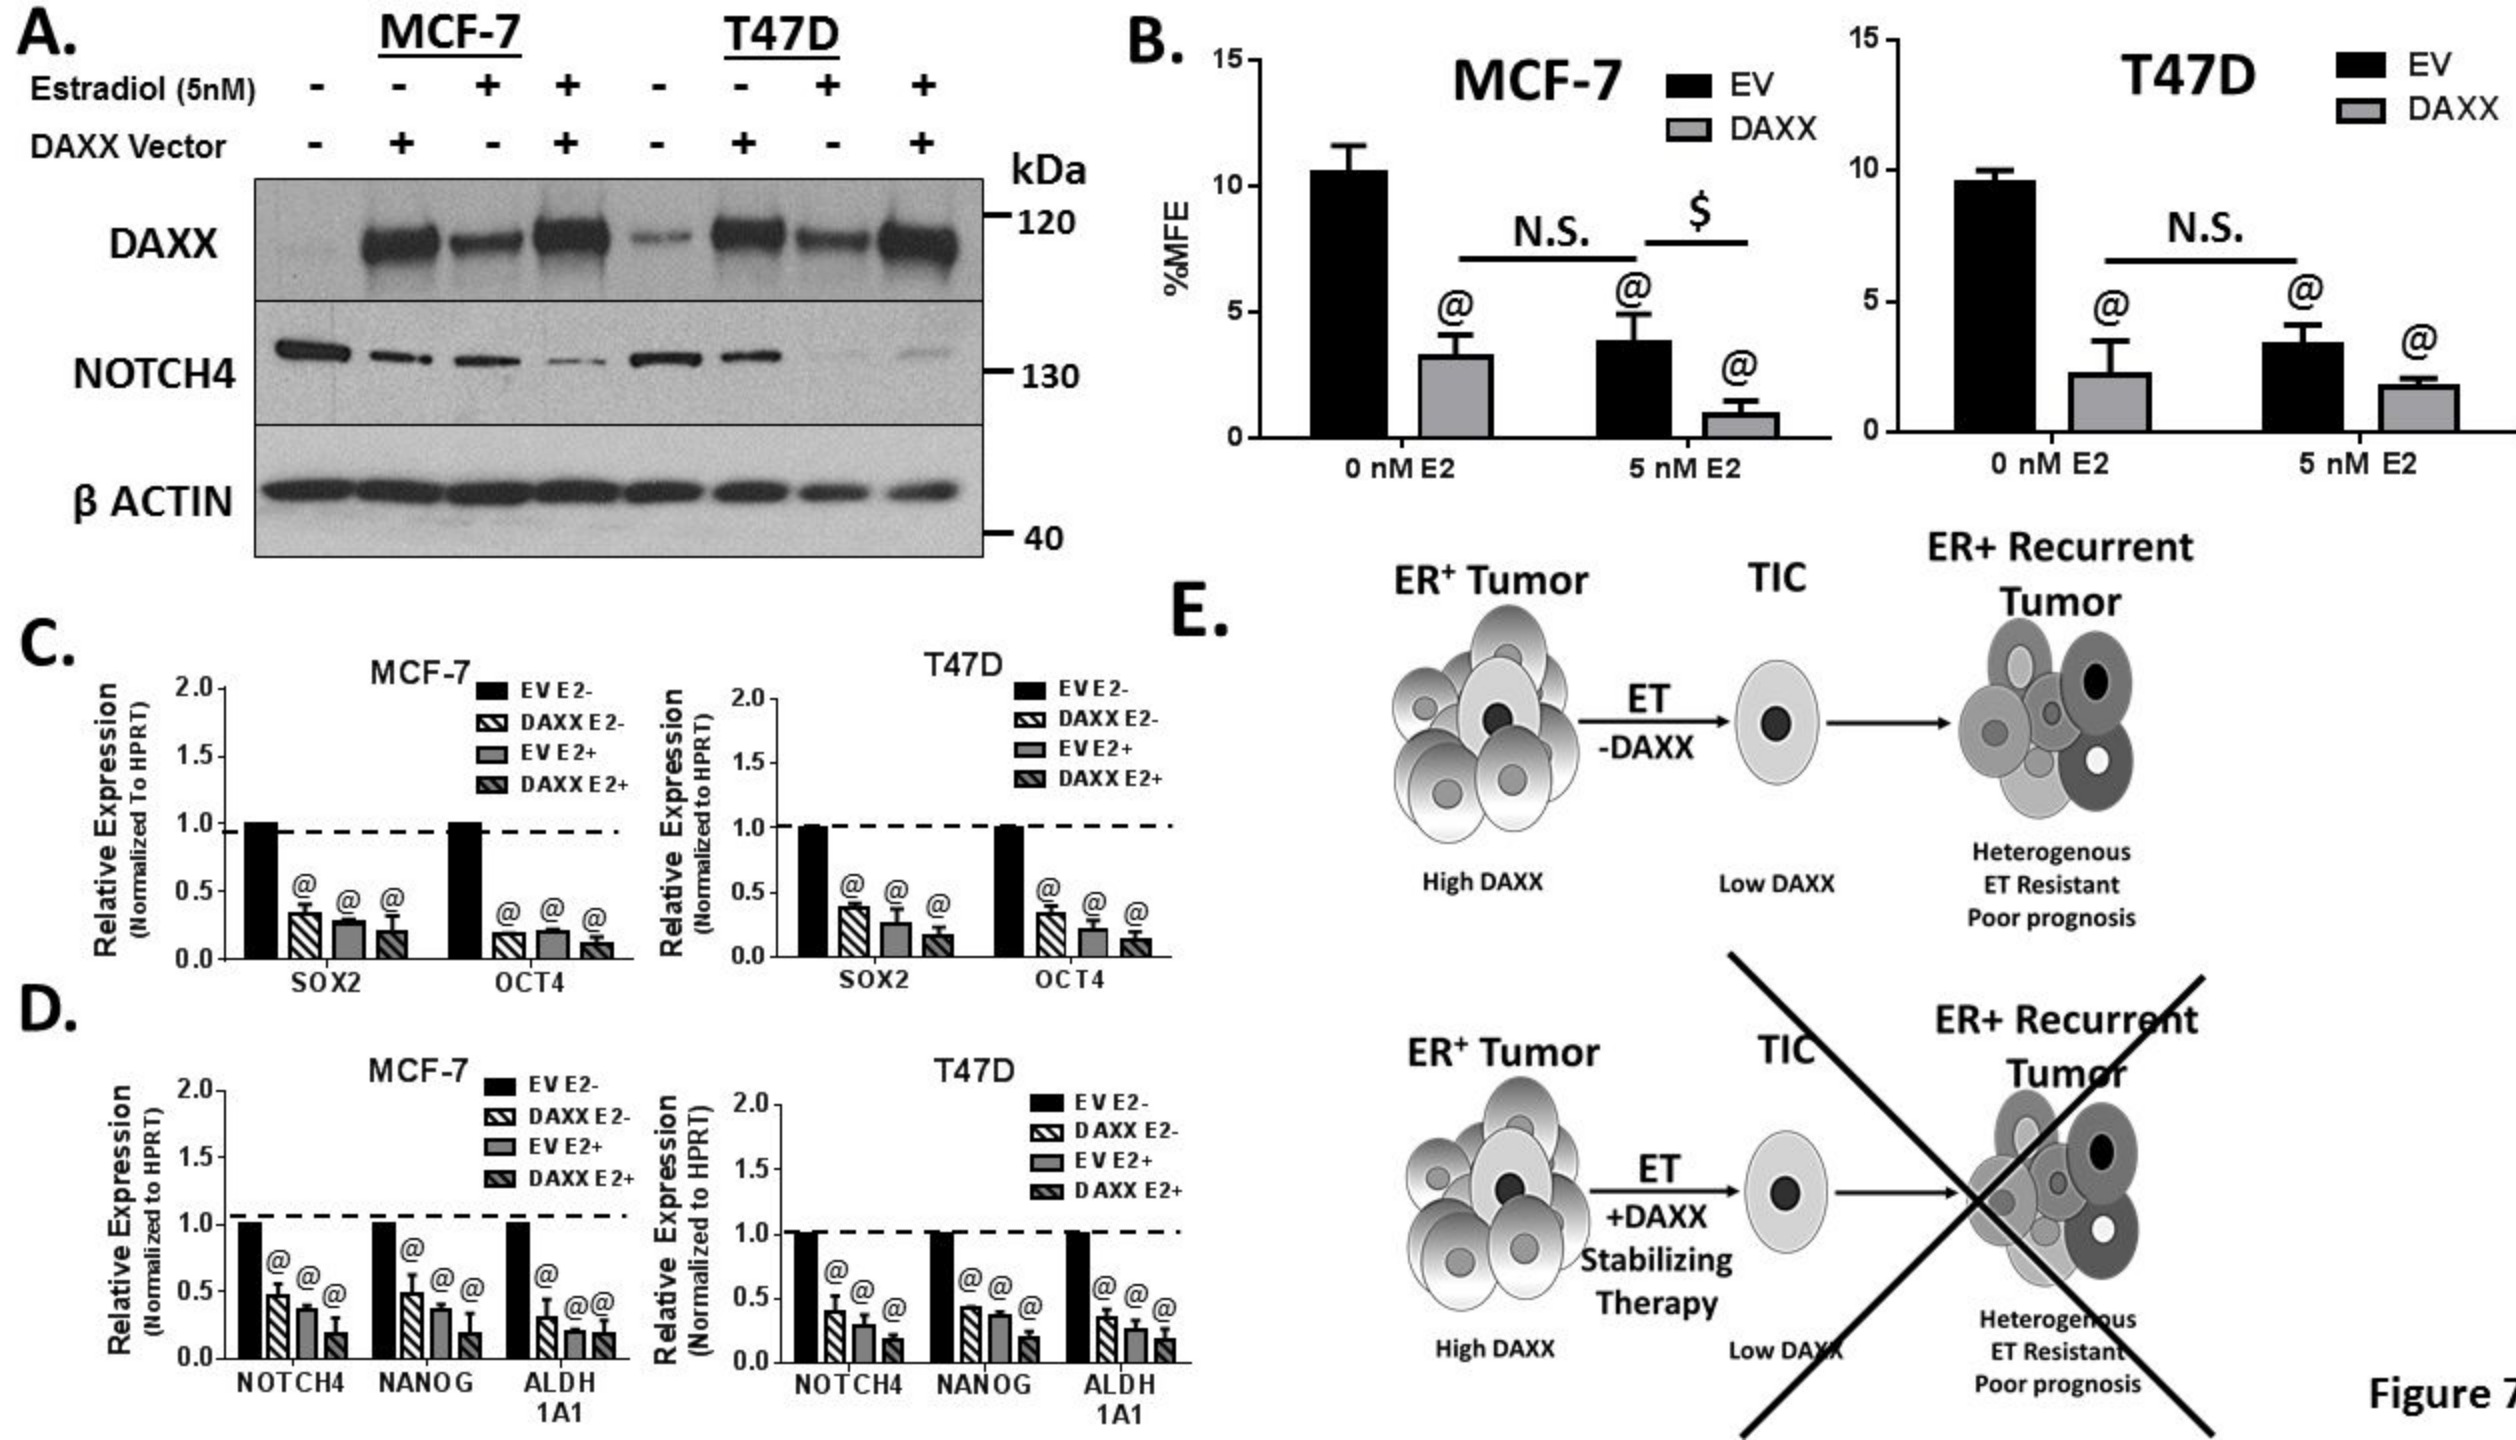 A.
MCF-7 T47D
Estradiol (5nM) - - + + - - + +
DAXX Vector - + - + - + - +
kDa
DAXX
120
NOTCH4
130
β ACTIN
40
B.
%MFE
15
10
5
0
MCF-7
EV
DAXX
N.S.
$
@
@
@
0 nM E2
5 nM E2
15
10
5
0
T47D
EV
DAXX
N.S.
@
@
@
0 nM E2
5 nM E2
C.
Relative Expression
(Normalized To HPRT)
2.0
1.5
1.0
0.5
0.0
MCF-7
EV E2-
DAXX E2-
EV E2+
DAXX E2+
@ @ @ @ @ @
SOX2 OCT4
Relative Expression
(Normalized to HPRT)
2.0
1.5
1.0
0.5
0.0
T47D
EV E2-
DAXX E2-
EV E2+
DAXX E2+
@ @ @ @ @ @
SOX2 OCT4
D.
Relative Expression
(Normalized to HPRT)
2.0
1.5
1.0
0.5
0.0
MCF-7
EV E2-
DAXX E2-
EV E2+
DAXX E2+
@ @ @ @ @ @ @ @ @
NOTCH4 NANOG ALDH
1A1
Relative Expression
(Normalized to HPRT)
2.0
1.5
1.0
0.5
0.0
T47D
EV E2-
DAXX E2-
EV E2+
DAXX E2+
@ @ @ @ @ @ @ @ @
NOTCH4 NANOG ALDH
1A1
E.
ER+ Tumor
TIC
ER+ Recurrent
Tumor
ET
-DAXX
High DAXX
Low DAXX
Heterogenous
ET Resistant
Poor prognosis
ER+ Tumor
TIC
ER+ Recurrent
Tumor
ET
+DAXX
Stabilizing
Therapy
High DAXX
Low DAXX
Heterogenous
ET Resistant
Poor prognosis
Figure 7